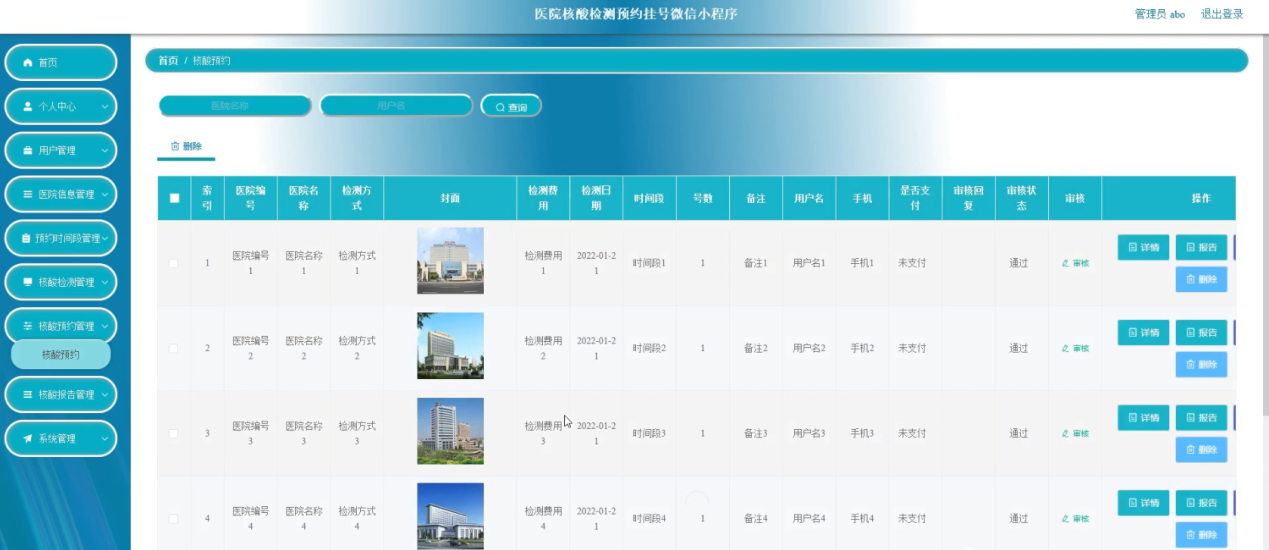 医院核酸检测预约挂号微信小程序
管理员 abo 退出登录
首页
个人中心
用户管理
医院信息管理
预约时间段管理
核酸检测管理
核酸预约管理
核酸预约
核酸报告管理
系统管理
首页 / 核酸预约
医院名称 用户名 查询
删除
索引 医院编号 医院名称 检测方式 封面 检测费用 检测日期 时间段 号数 备注 用户名 手机 是否支付 审核回复 审核状态 审核 操作
1 医院编号1 医院名称1 检测方式1 检测费用1 2022-01-21 时间段1 1 备注1 用户名1 手机1 未支付 通过 审核 详情 报告
删除
2 医院编号2 医院名称2 检测方式2 检测费用2 2022-01-21 时间段2 1 备注2 用户名2 手机2 未支付 通过 审核 详情 报告
删除
3 医院编号3 医院名称3 检测方式3 检测费用3 2022-01-21 时间段3 1 备注3 用户名3 手机3 未支付 通过 审核 详情 报告
删除
4 医院编号4 医院名称4 检测方式4 检测费用4 2022-01-21 时间段4 1 备注4 用户名4 手机4 未支付 通过 审核 详情 报告
删除